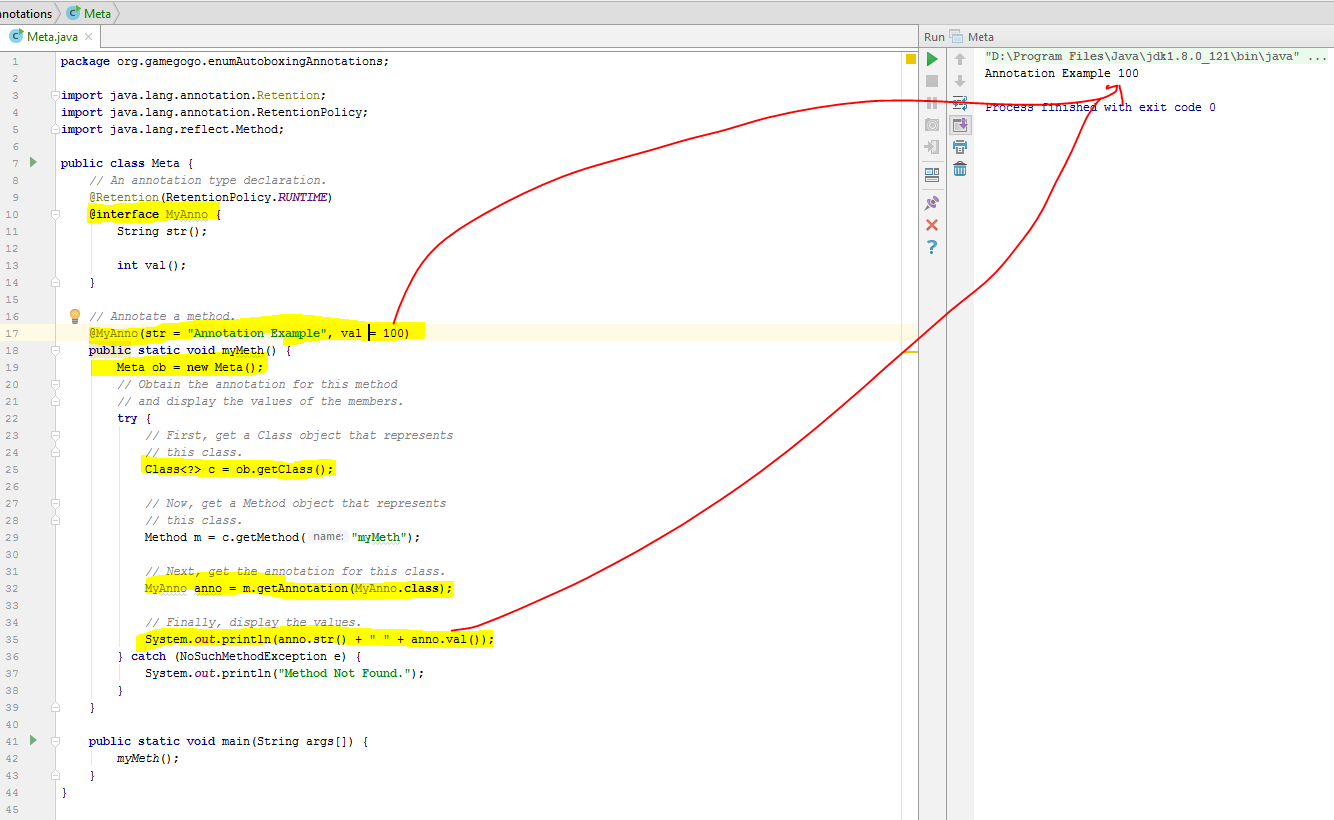 nnotations Meta
Meta.java
Run Meta
1 package org.gamegogo.enumAutoboxingAnnotations;
2
3 import java.lang.annotation.Retention;
4 import java.lang.annotation.RetentionPolicy;
5 import java.lang.reflect.Method;
6
7 public class Meta {
8 // An annotation type declaration.
9 @Retention(RetentionPolicy.RUNTIME)
10 @interface MyAnno {
11 String str();
12
13 int val();
14 }
15
16 // Annotate a method.
17 @MyAnno(str = "Annotation Example", val = 100)
18 public static void myMeth() {
19 Meta ob = new Meta();
20 // Obtain the annotation for this method
21 // and display the values of the members.
22 try {
23 // First, get a Class object that represents
24 // this class.
25 Class<?> c = ob.getClass();
26
27 // Now, get a Method object that represents
28 // this class.
29 Method m = c.getMethod( name: "myMeth");
30
31 // Next, get the annotation for this class.
32 MyAnno anno = m.getAnnotation(MyAnno.class);
33
34 // Finally, display the values.
35 System.out.println(anno.str() + " " + anno.val());
36 } catch (NoSuchMethodException e) {
37 System.out.println("Method Not Found.");
38 }
39 }
40
41 public static void main(String args[]) {
42 myMeth();
43 }
44 }
45
"D:\Program Files\Java\jdk1.8.0_121\bin\java" ...
Annotation Example 100
Process finished with exit code 0